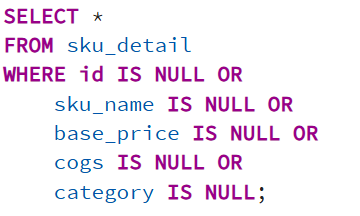 SELECT *
FROM sku_detail
WHERE id IS NULL OR
    sku_name IS NULL OR
    base_price IS NULL OR
    cogs IS NULL OR
    category IS NULL;